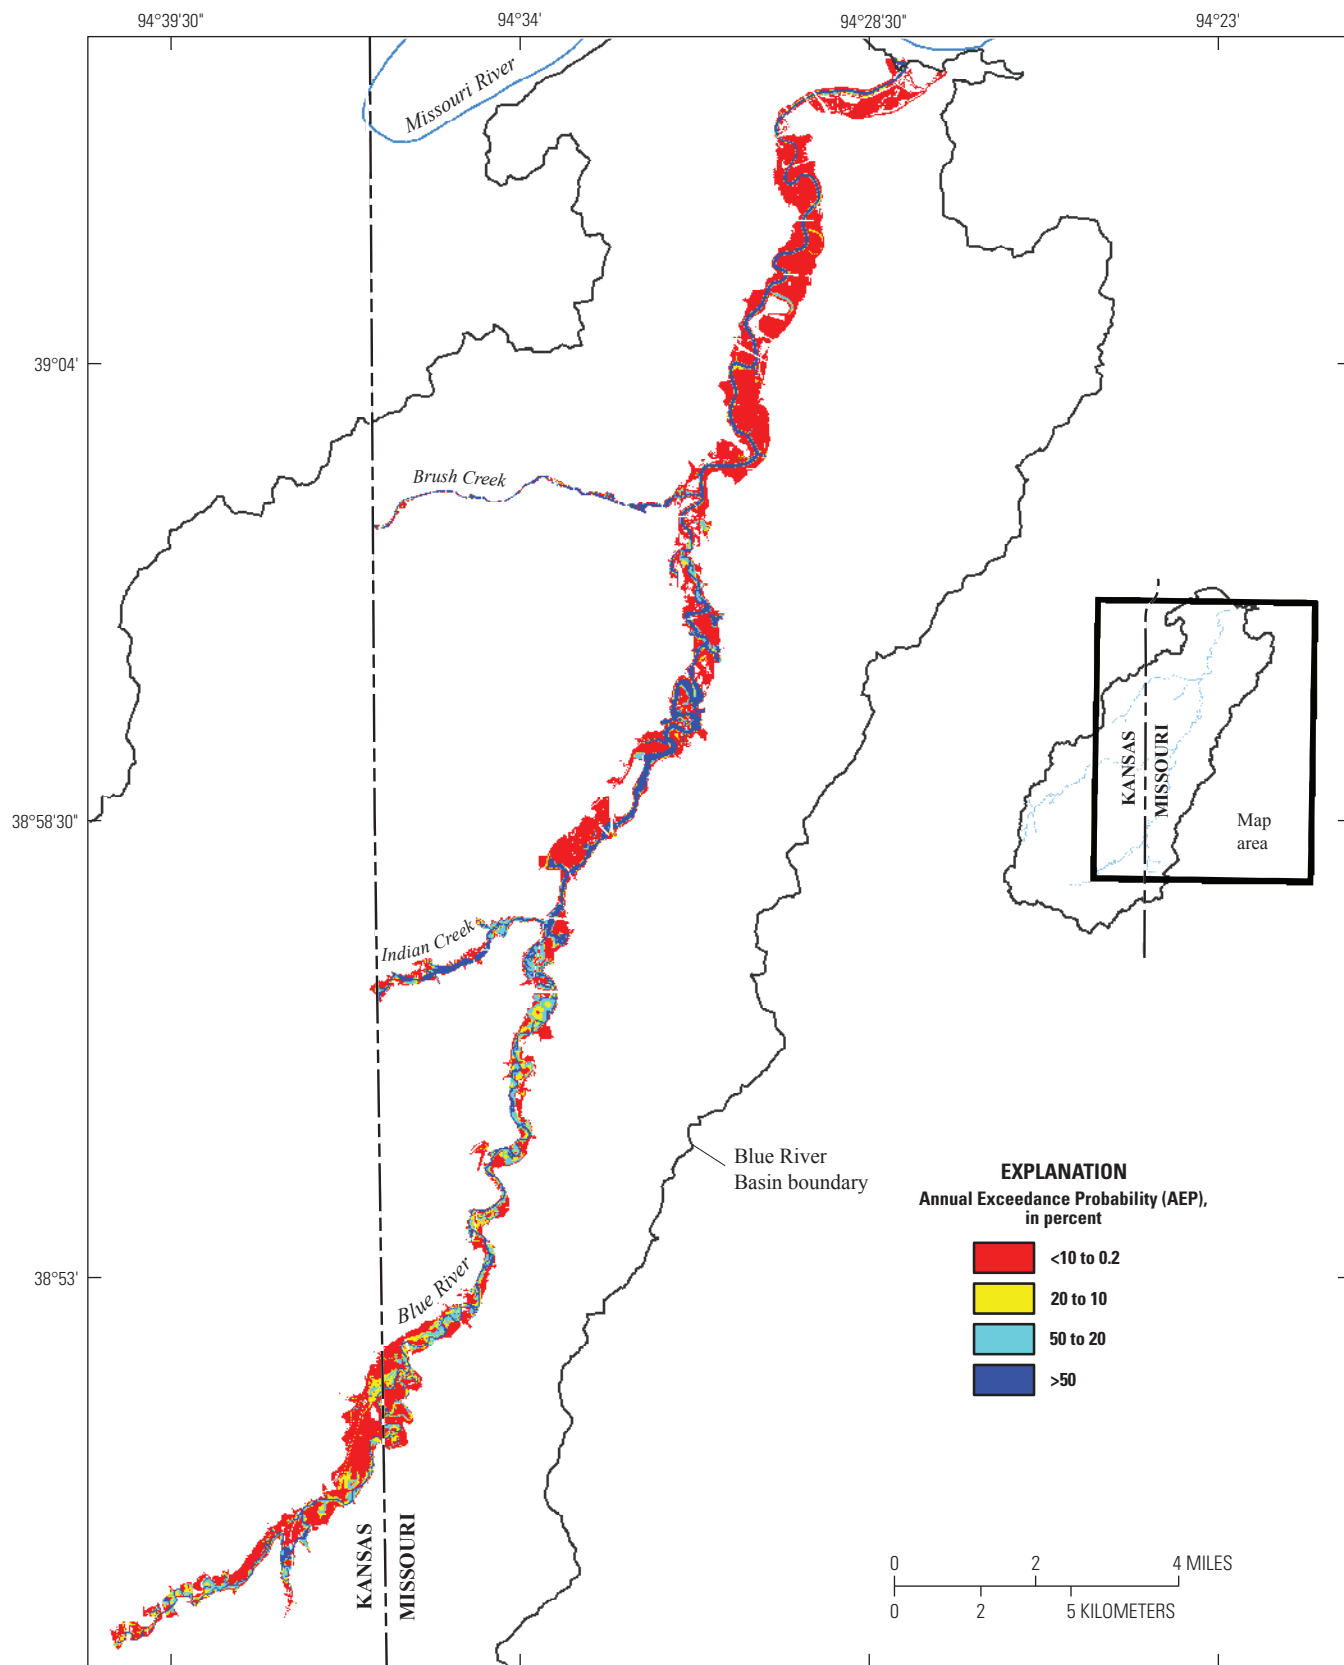 94°39'30"
94°34'
94°28'30"
94°23'
Missouri River
39°04'
Brush Creek
KANSAS
MISSOURI
38°58'30"
Map
area
Indian Creek
Blue River
Basin boundary
EXPLANATION
Annual Exceedance Probability (AEP),
in percent
<10 to 0.2
20 to 10
50 to 20
>50
38°53'
Blue River
KANSAS
MISSOURI
0 2 4 MILES
0 2 5 KILOMETERS